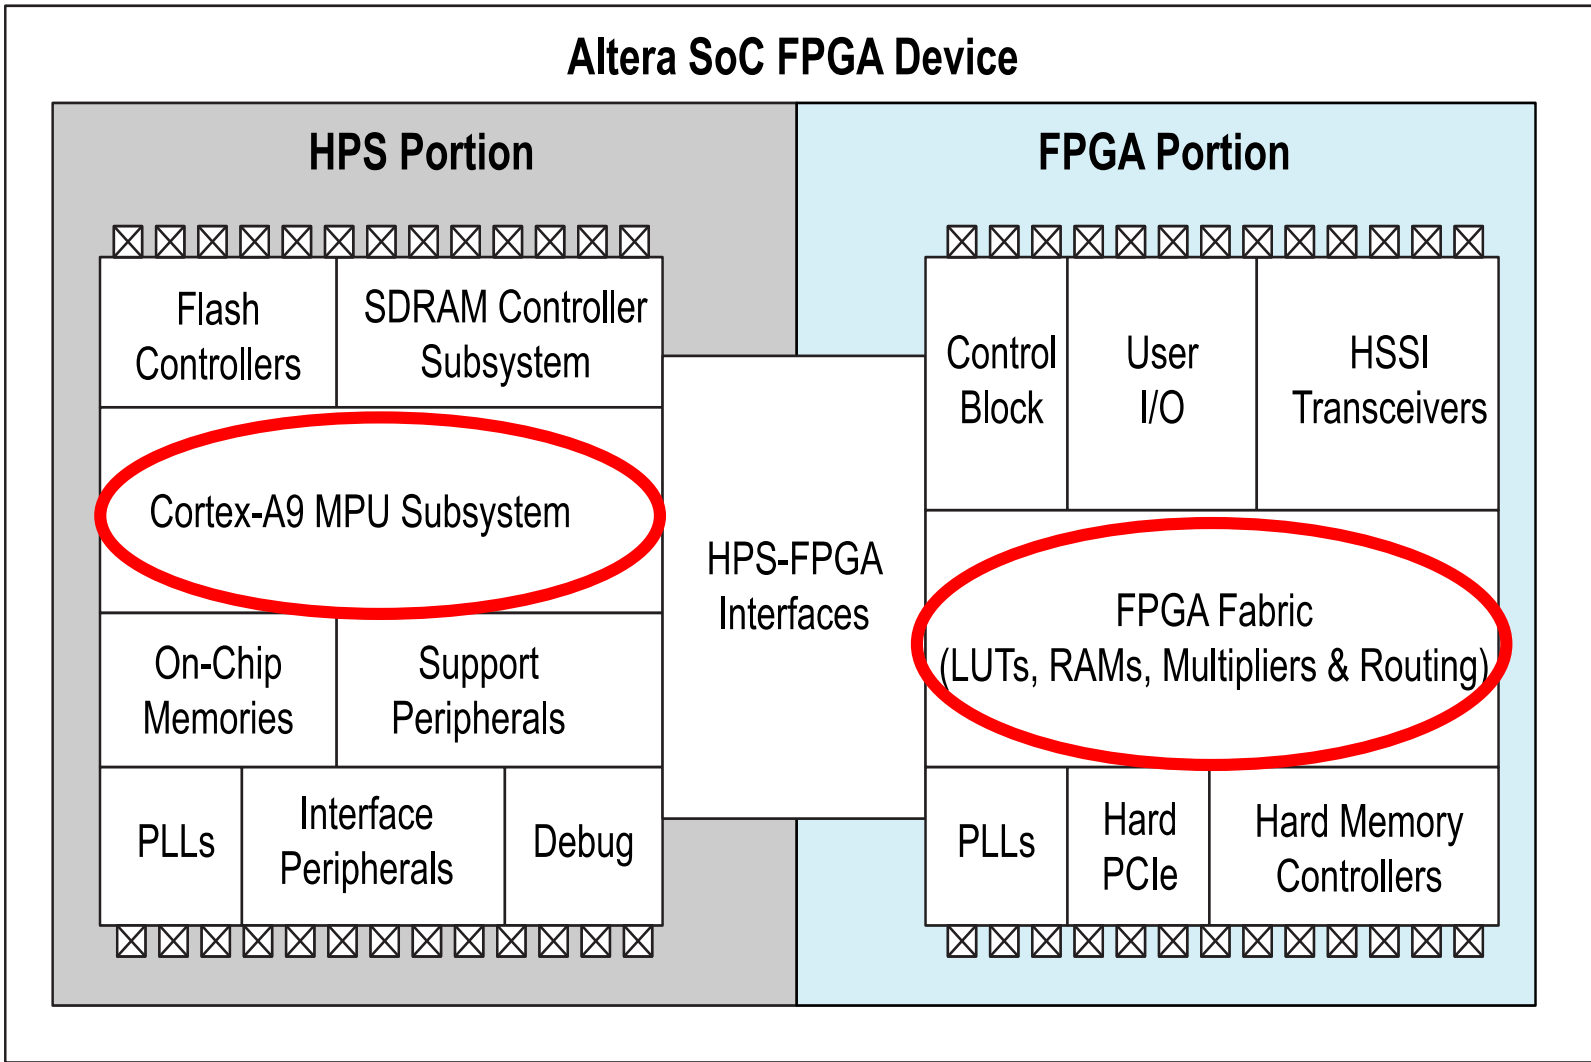 Altera SoC FPGA Device
HPS Portion
FPGA Portion
Flash
Controllers
SDRAM Controller
Subsystem
Cortex-A9 MPU Subsystem
On-Chip
Memories
Support
Peripherals
PLLs
Interface
Peripherals
Debug
HPS-FPGA
Interfaces
Control
Block
User
I/O
HSSI
Transceivers
FPGA Fabric
(LUTs, RAMs, Multipliers & Routing)
PLLs
Hard
PCIe
Hard Memory
Controllers